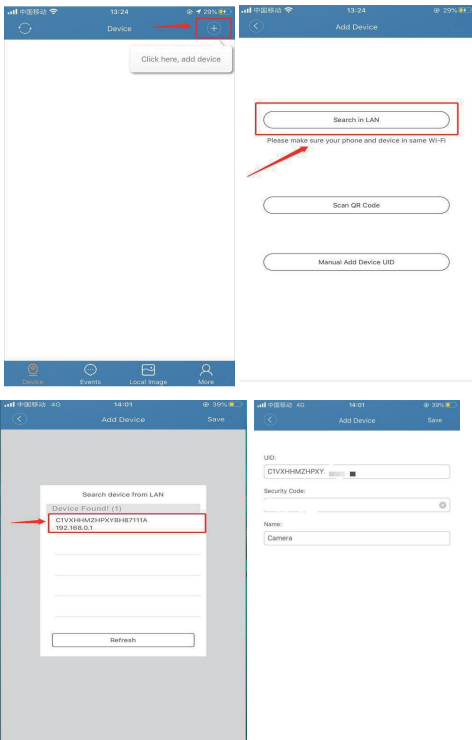 中国移动 13:24 29%
Device
Click here, add device
Device Events Local Image More
中国移动 13:24 29%
Add Device
Search in LAN
Please make sure your phone and device in same Wi-Fi
Scan QR Code
Manual Add Device UID
中国移动 4G 14:01 39%
Add Device Save
Search device from LAN
Device Found! (1)
C1VXHHMZHPXYBH87111A
192.168.0.1
Refresh
中国移动 4G 14:01 39%
Add Device Save
UID:
C1VXHHMZHPXY
Security Code:
Name:
Camera